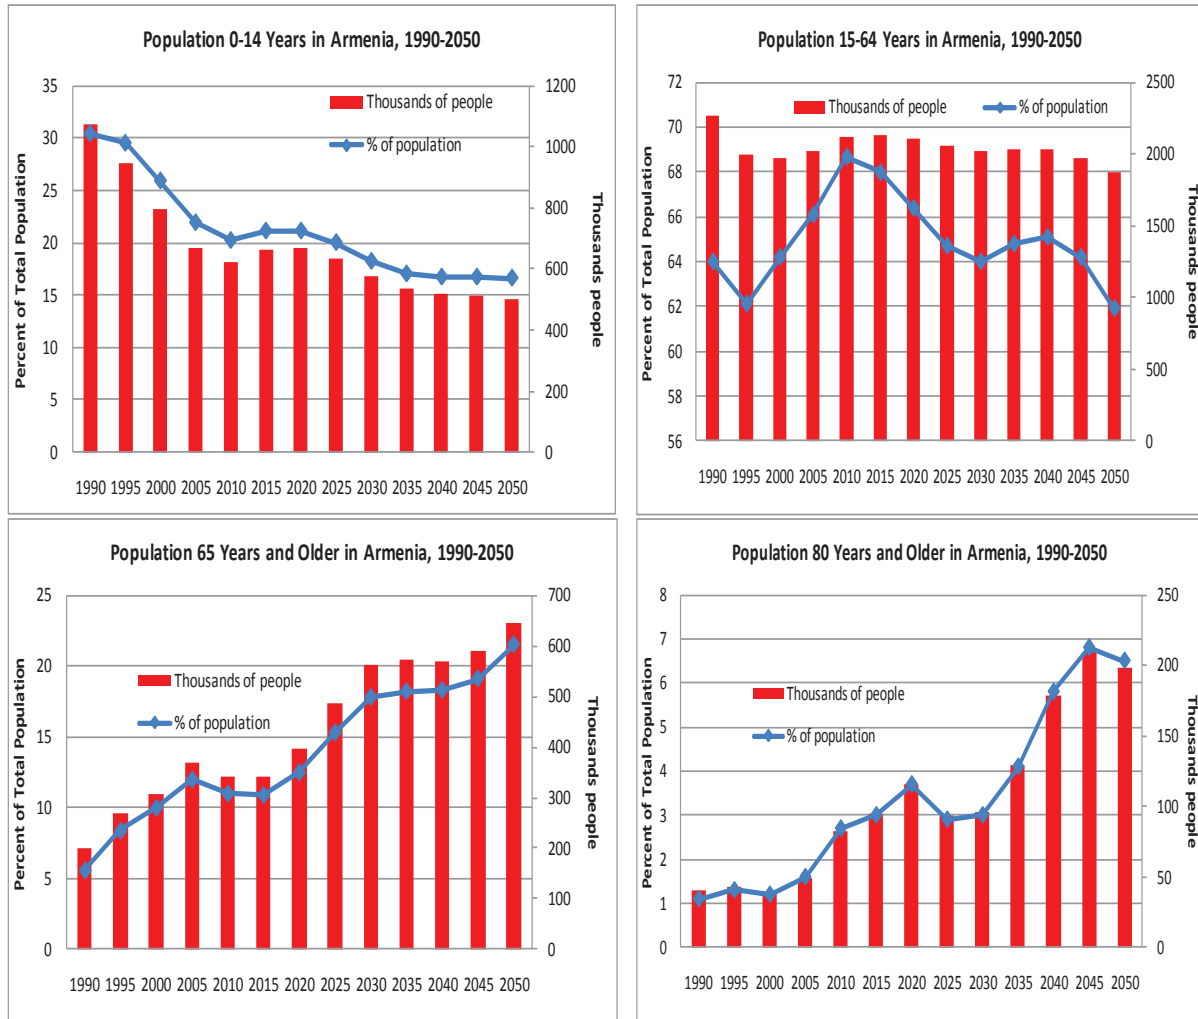 Population 0-14 Years in Armenia, 1990-2050
Percent of Total Population
35
30
25
20
15
10
5
0
Thousands of people
% of population
1200
1000
800
600
400
200
0
Thousands people
1990 1995 2000 2005 2010 2015 2020 2025 2030 2035 2040 2045 2050
Population 15-64 Years in Armenia, 1990-2050
Percent of Total Population
72
70
68
66
64
62
60
58
56
Thousands of people % of population
2500
2000
1500
1000
500
0
Thousands people
1990 1995 2000 2005 2010 2015 2020 2025 2030 2035 2040 2045 2050
Population 65 Years and Older in Armenia, 1990-2050
Percent of Total Population
25
20
15
10
5
0
Thousands of people
% of population
700
600
500
400
300
200
100
0
Thousands people
1990 1995 2000 2005 2010 2015 2020 2025 2030 2035 2040 2045 2050
Population 80 Years and Older in Armenia, 1990-2050
Percent of Total Population
8
7
6
5
4
3
2
1
0
Thousands of people
% of population
250
200
150
100
50
0
Thousands people
1990 1995 2000 2005 2010 2015 2020 2025 2030 2035 2040 2045 2050